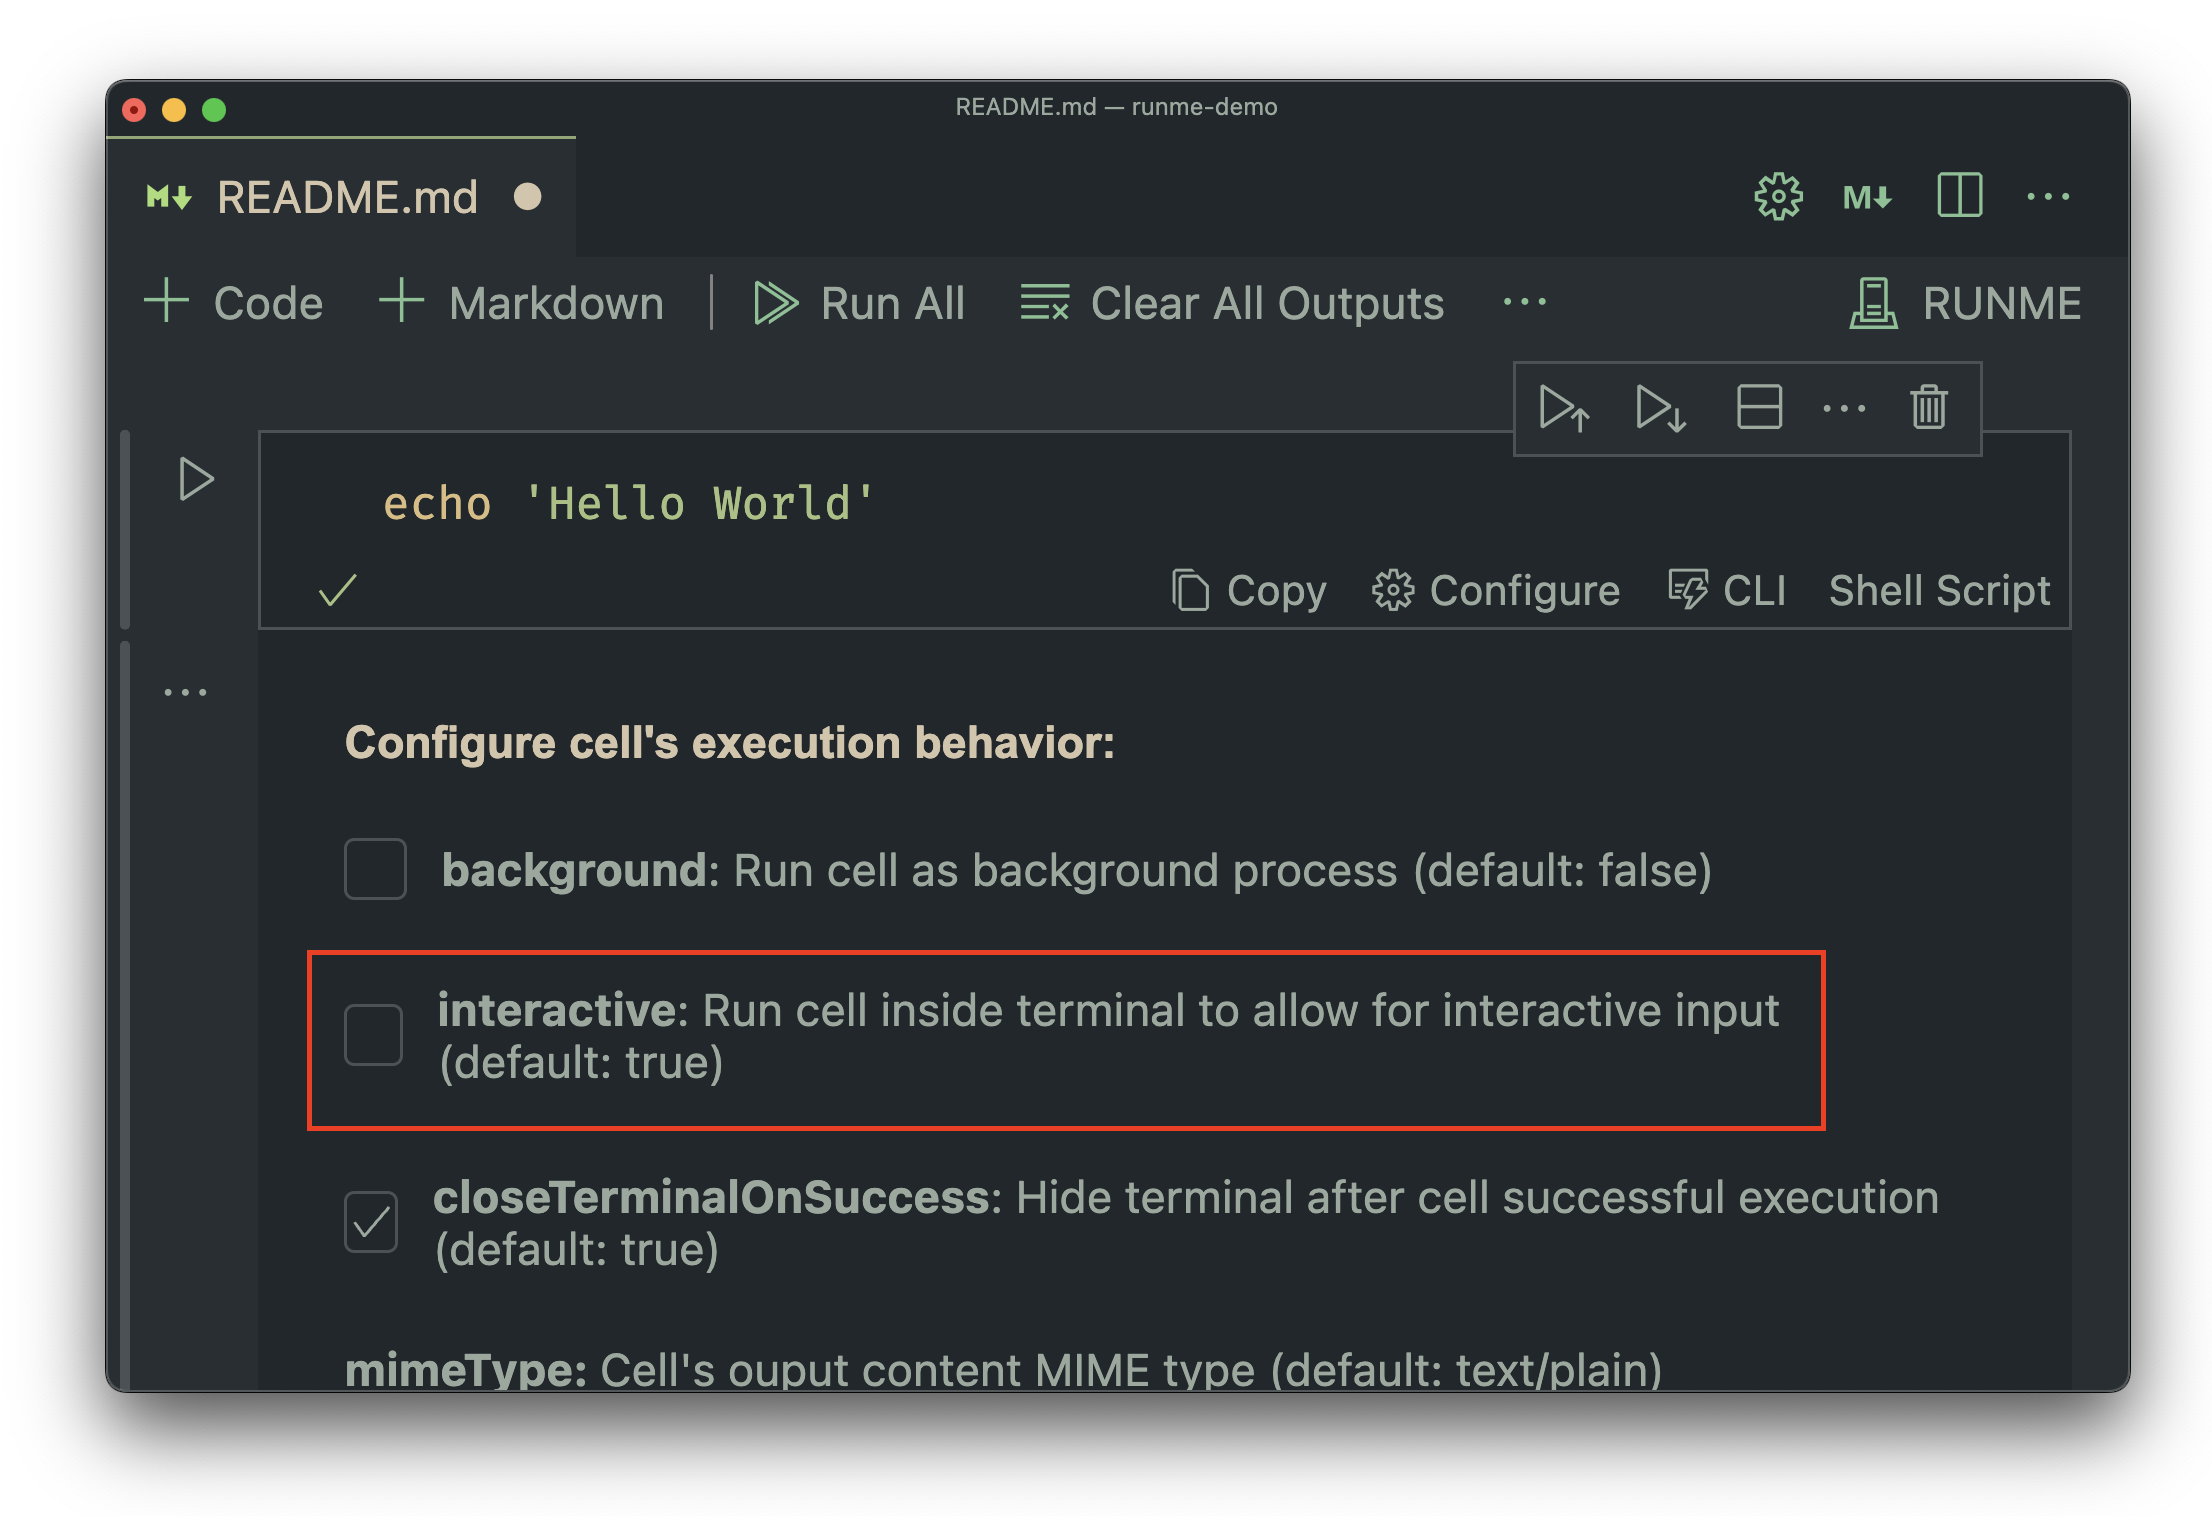 README.md — runme-demo
README.md
Code Markdown Run All Clear All Outputs ... RUNME
echo 'Hello World'
Copy Configure CLI Shell Script
Configure cell's execution behavior:
background: Run cell as background process (default: false)
interactive: Run cell inside terminal to allow for interactive input
(default: true)
closeTerminalOnSuccess: Hide terminal after cell successful execution
(default: true)
mimeType: Cell's ouput content MIME type (default: text/plain)